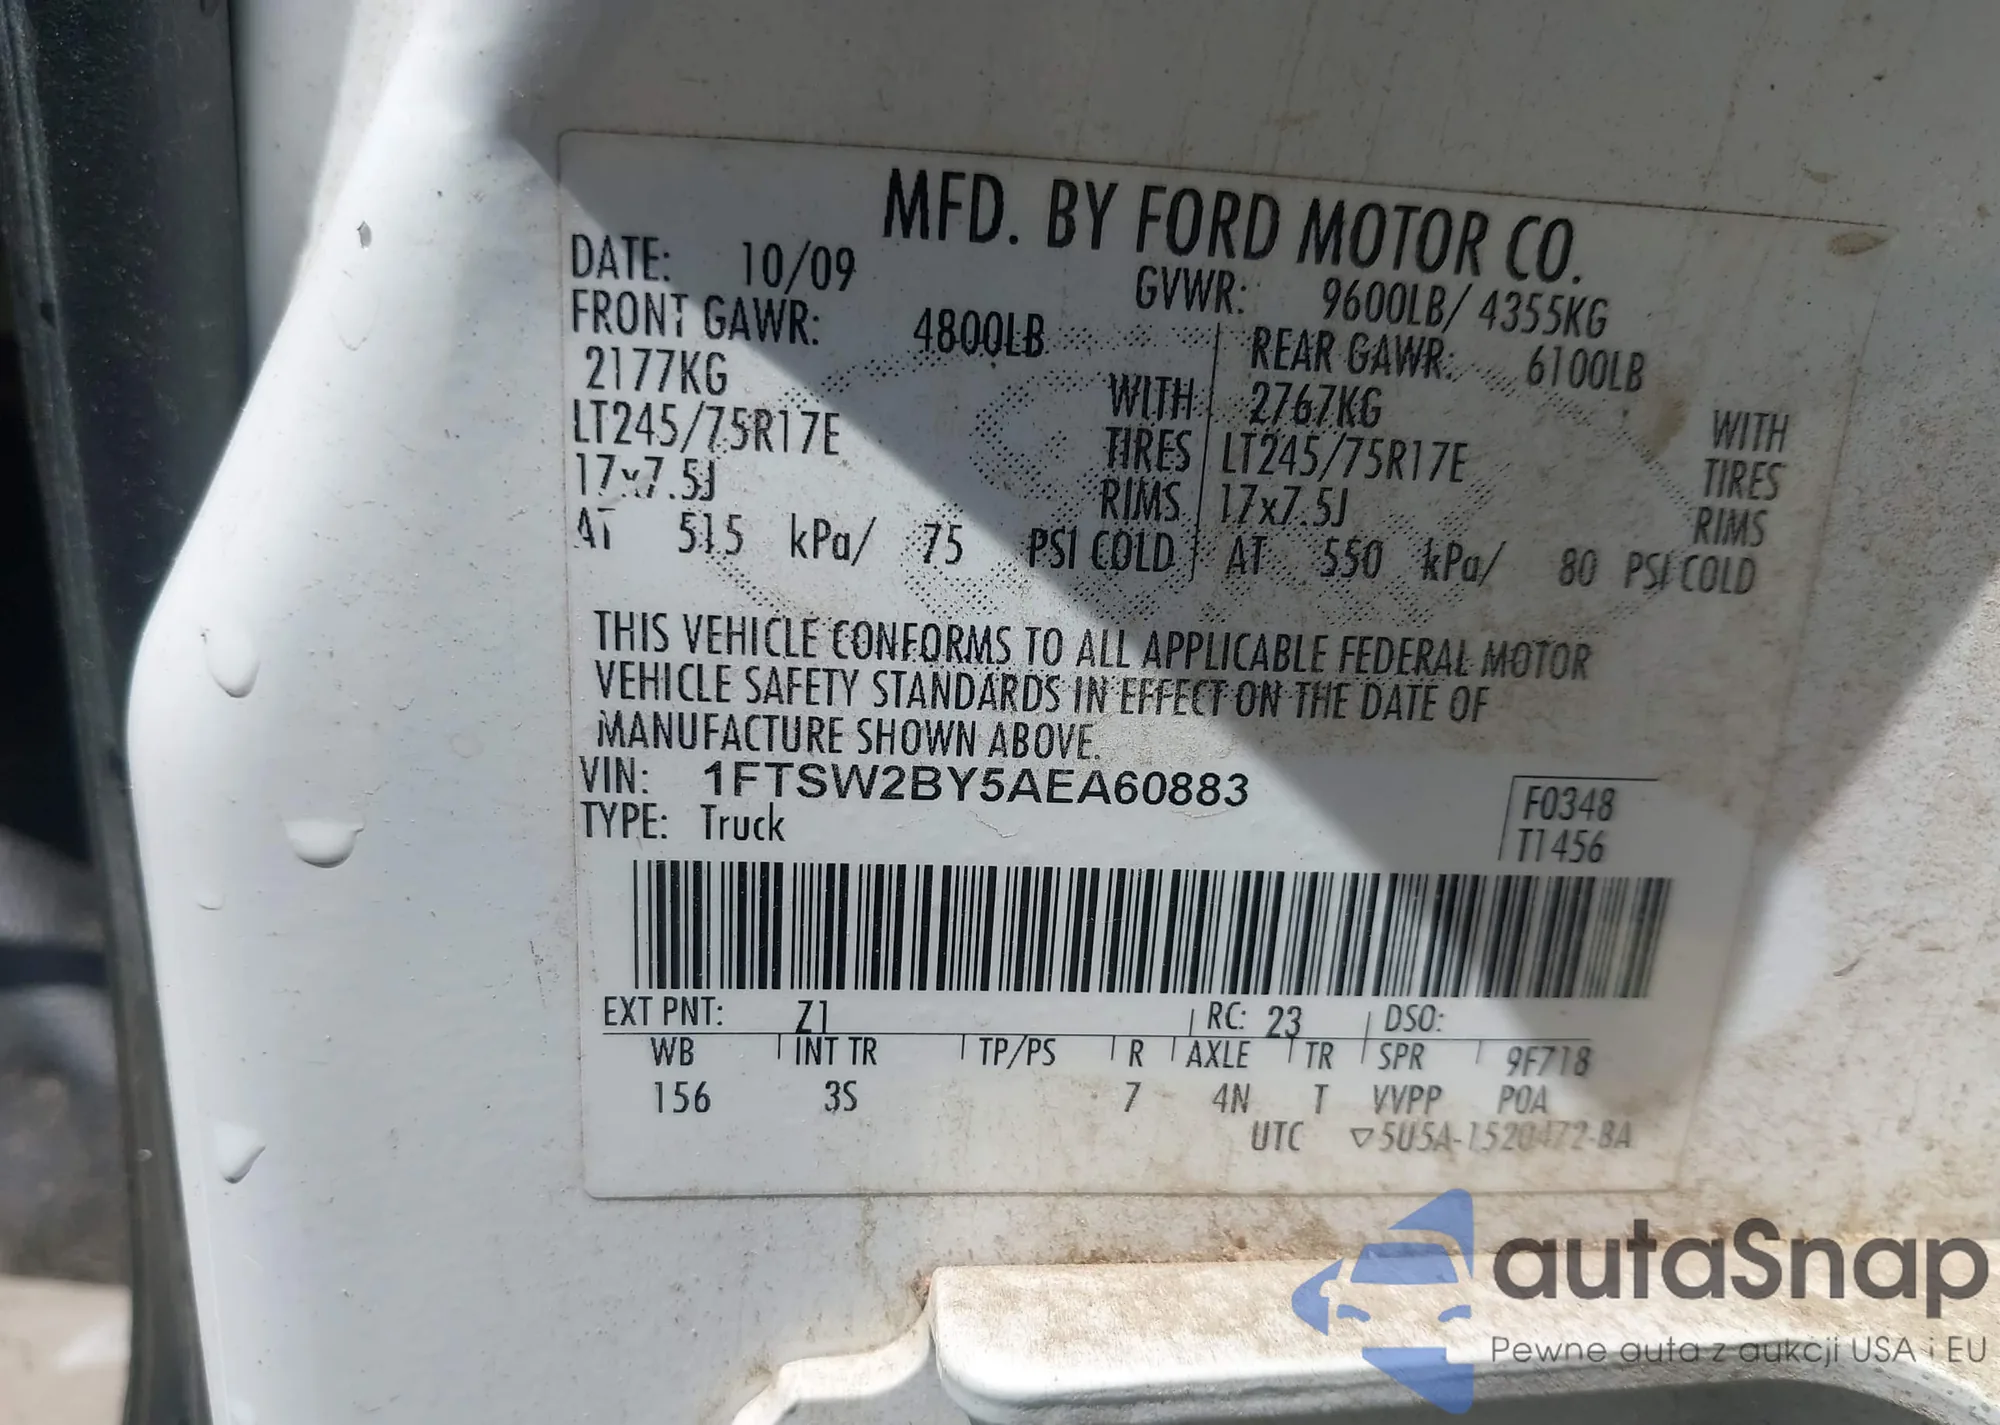 MFD. BY FORD MOTOR CO.
DATE: 10/09 GVWR: 9600LB/ 4355KG
FRONT GAWR: 4800LB REAR GAWR: 6100LB
2177KG WITH 2767KG WITH
LT245/75R17E TIRES LT245/75R17E TIRES
17x7.5J RIMS 17x7.5J RIMS
AT 515 kPa/ 75 PSI COLD AT 550 kPa/ 80 PSI COLD
THIS VEHICLE CONFORMS TO ALL APPLICABLE FEDERAL MOTOR
VEHICLE SAFETY STANDARDS IN EFFECT ON THE DATE OF
MANUFACTURE SHOWN ABOVE.
VIN: 1FTSW2BY5AEA60883
TYPE: Truck
F0348
T1456
EXT PNT: Z1 RC: 23 DSO:
WB INT TR TP/PS R AXLE TR SPR 9F718
156 3S 7 4N T VVPP POA
UTC ▽5U5A-1520472-BA
autaSnap
Pewne auta z aukcji USA i EU